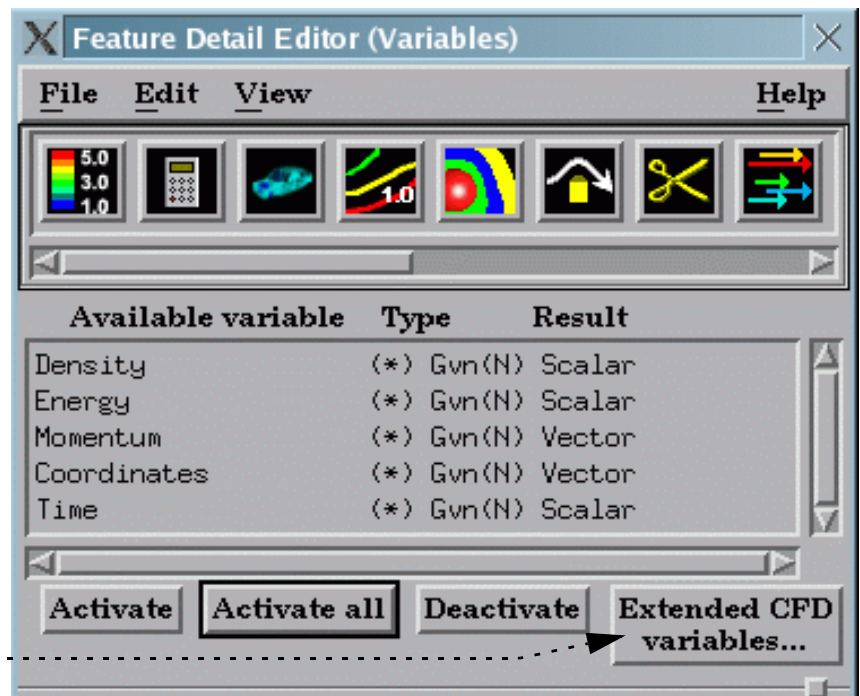 Feature Detail Editor (Variables)
File Edit View Help
5.0
3.0
1.0
1.0
Available variable Type Result
Density (*) Gvn(N) Scalar
Energy (*) Gvn(N) Scalar
Momentum (*) Gvn(N) Vector
Coordinates (*) Gvn(N) Vector
Time (*) Gvn(N) Scalar
Activate Activate all Deactivate Extended CFD
variables...